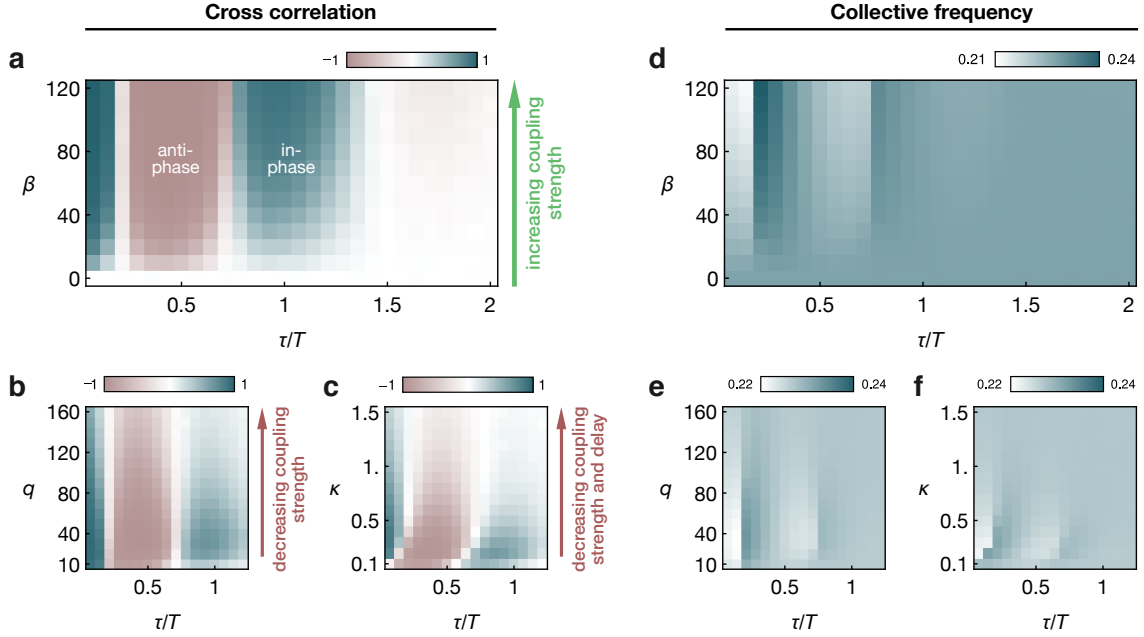 Cross correlation
Collective frequency
a
−1
1
120
80
40
0
β
anti-
phase
in-
phase
0.5
1
1.5
2
τ/T
increasing coupling
strength
d
0.21
0.24
120
80
40
0
β
0.5
1
1.5
2
τ/T
b
−1
1
160
120
80
40
10
q
0.5
1
τ/T
decreasing coupling
strength
c
−1
1
1.5
1.
0.5
0.1
κ
0.5
1
τ/T
decreasing coupling
strength and delay
e
0.22
0.24
160
120
80
40
10
q
0.5
1
τ/T
f
0.22
0.24
1.5
1.
0.5
0.1
κ
0.5
1
τ/T